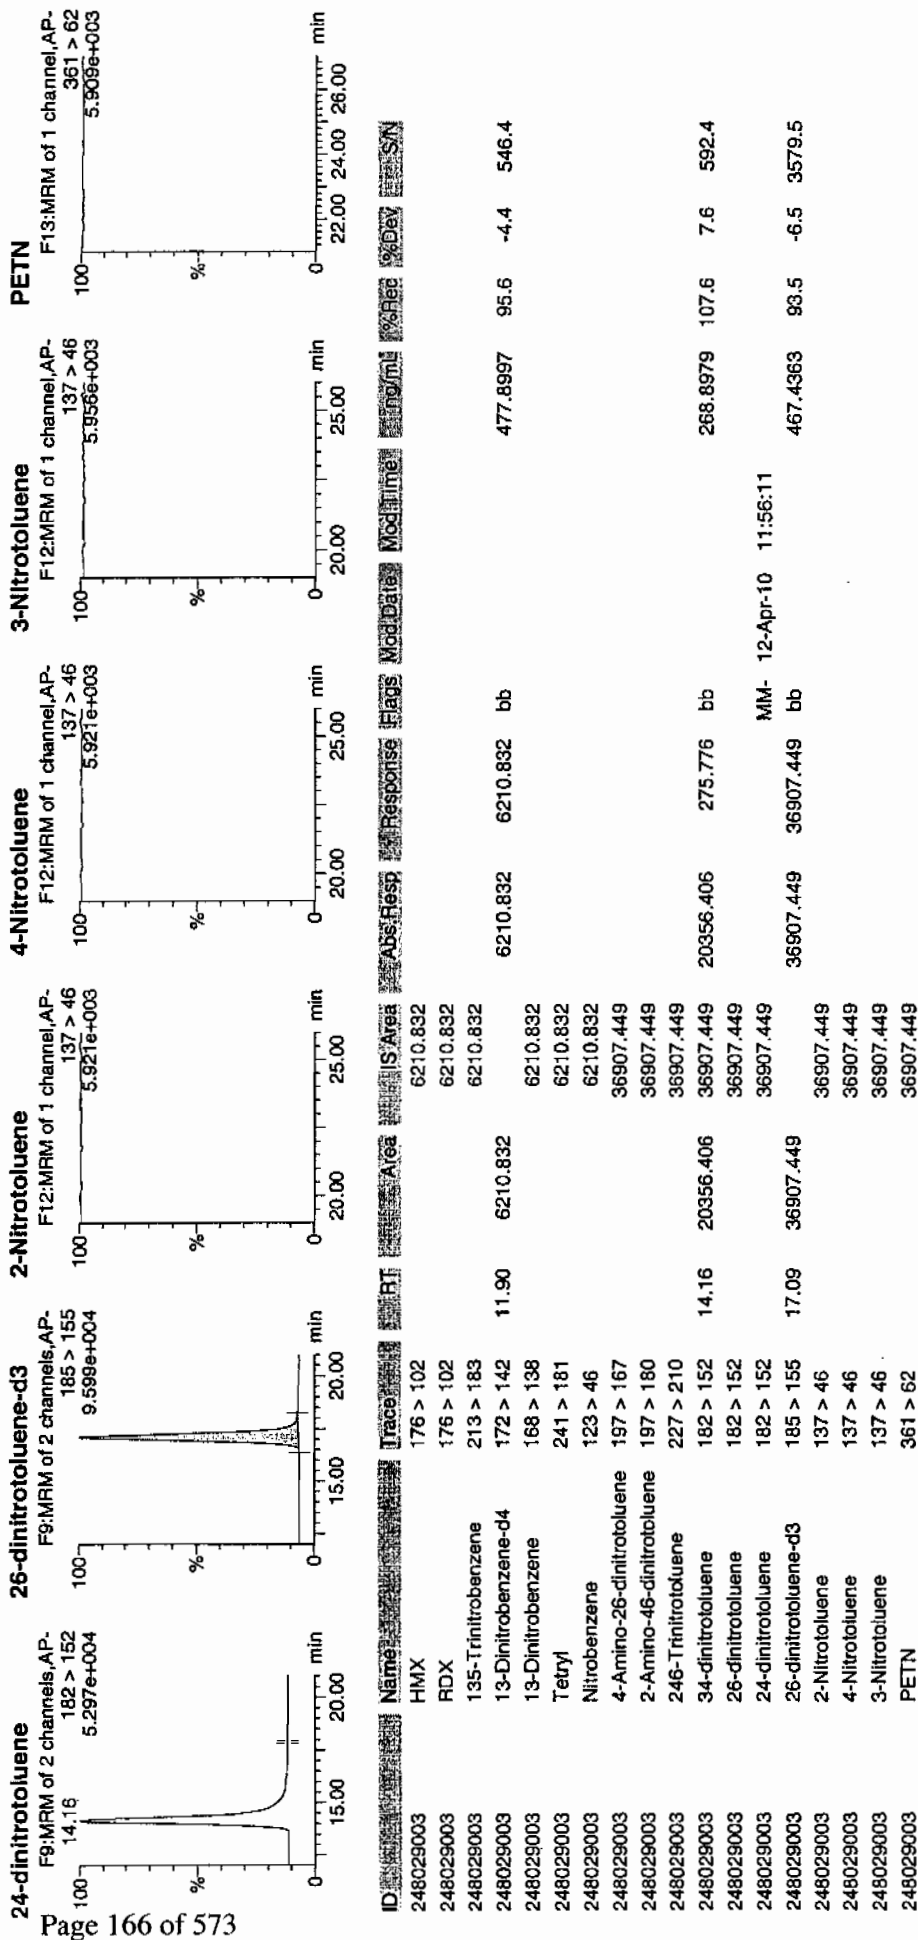 24-dinitrotoluene
F9:MRM of 2 channels,AP-
14.16 182 > 152
5.297e+004
100
%
0
15.00 20.00 min
26-dinitrotoluene-d3
F9:MRM of 2 channels,AP-
185 > 155
9.599e+004
100
%
0
15.00 20.00 min
2-Nitrotoluene
F12:MRM of 1 channel,AP-
137 > 46
5.921e+003
100
%
0
20.00 25.00 min
4-Nitrotoluene
F12:MRM of 1 channel,AP-
137 > 46
5.921e+003
100
%
0
20.00 25.00 min
3-Nitrotoluene
F12:MRM of 1 channel,AP-
137 > 46
5.956e+003
100
%
0
20.00 25.00 min
PETN
F13:MRM of 1 channel,AP-
361 > 62
5.909e+003
100
%
0
22.00 24.00 26.00 min
ID Name Trace RT Area IS Area Abs.Resp Response Flags Mod.Date Mod.Time ng/mL %Rec %Dev S/N
248029003 HMX 176 > 102 6210.832
248029003 RDX 176 > 102 6210.832
248029003 135-Trinitrobenzene 213 > 183 6210.832
248029003 13-Dinitrobenzene-d4 172 > 142 11.90 6210.832 6210.832 6210.832 bb 477.8997 95.6 -4.4 546.4
248029003 13-Dinitrobenzene 168 > 138 6210.832
248029003 Tetryl 241 > 181 6210.832
248029003 Nitrobenzene 123 > 46 6210.832
248029003 4-Amino-26-dinitrotoluene 197 > 167 36907.449
248029003 2-Amino-46-dinitrotoluene 197 > 180 36907.449
248029003 246-Trinitrotoluene 227 > 210 36907.449
248029003 34-dinitrotoluene 182 > 152 14.16 20356.406 36907.449 20356.406 275.776 bb 268.8979 107.6 7.6 592.4
248029003 26-dinitrotoluene 182 > 152 36907.449
248029003 24-dinitrotoluene 182 > 152 36907.449 MM- 12-Apr-10 11:56:11
248029003 26-dinitrotoluene-d3 185 > 155 17.09 36907.449 36907.449 36907.449 bb 467.4363 93.5 -6.5 3579.5
248029003 2-Nitrotoluene 137 > 46 36907.449
248029003 4-Nitrotoluene 137 > 46 36907.449
248029003 3-Nitrotoluene 137 > 46 36907.449
248029003 PETN 361 > 62 36907.449
Page 166 of 573